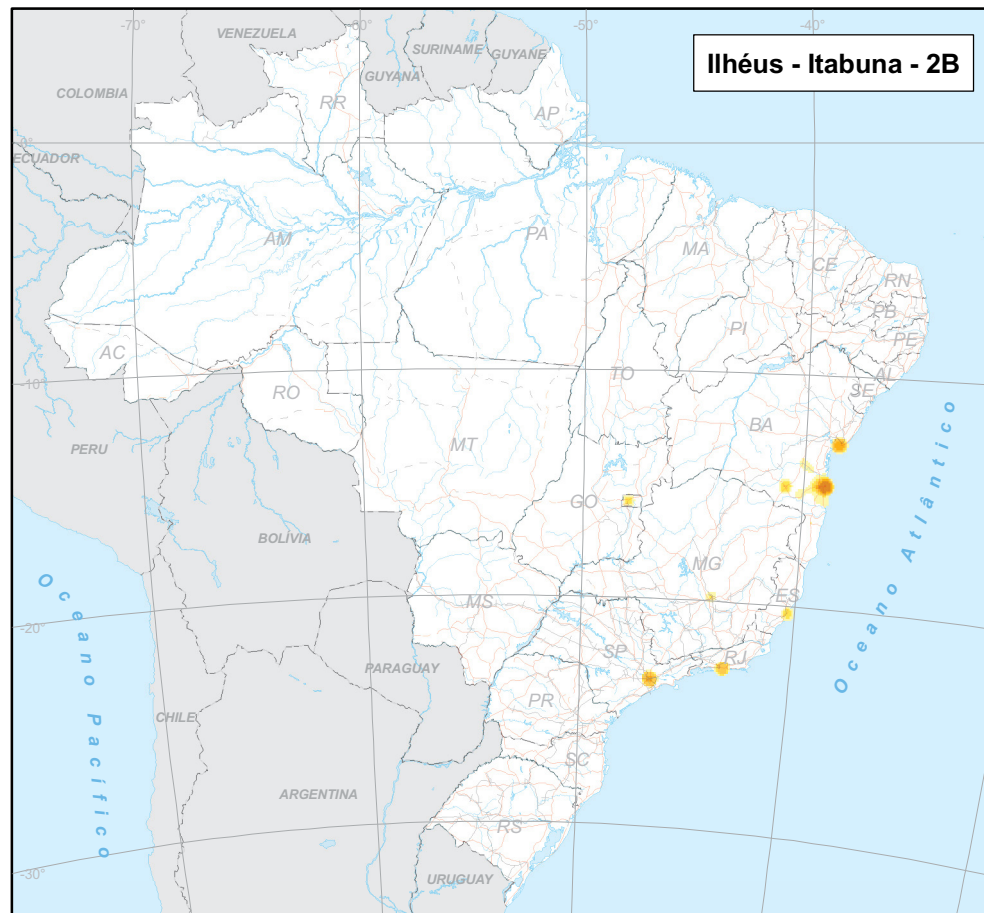 -70°
-60°
-50°
-40°
VENEZUELA
SURINAME
GUYANE
Ilhéus - Itabuna - 2B
GUYANA
COLOMBIA
RR
AP
0°
ECUADOR
AM
PA
MA
CE
RN
PB
PI
PE
AC
TO
AL
-10°
RO
SE
BA
PERU
MT
GO
BOLÍVIA
Oceano Atlântico
MG
ES
MS
-20°
Oceano Pacifico
SP
RJ
PARAGUAY
PR
CHILE
SC
ARGENTINA
RS
-30°
URUGUAY